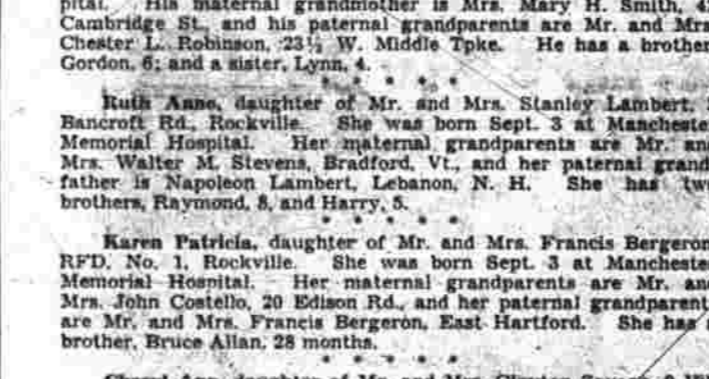 pital. His maternal grandmother is Mrs. Mary H. Smith,
Cambridge St., and his paternal grandparents are Mr. and Mrs
Chester L. Robinson, 23½ W. Middle Tpke. He has a brother
Gordon, 6; and a sister, Lynn, 4.
* * * * *
Ruth Anne, daughter of Mr. and Mrs. Stanley Lambert,
Bancroft Rd., Rockville. She was born Sept. 3 at Mancheste
Memorial Hospital. Her maternal grandparents are Mr. and
Mrs. Walter M. Stevens, Bradford, Vt., and her paternal grand
father is Napoleon Lambert, Lebanon, N. H. She has tw
brothers, Raymond, 8, and Harry, 5.
* * * * *
Karen Patricia, daughter of Mr. and Mrs. Francis Bergeron
RFD, No. 1, Rockville. She was born Sept. 3 at Mancheste
Memorial Hospital. Her maternal grandparents are Mr. and
Mrs. John Costello, 20 Edison Rd., and her paternal grandparent
are Mr. and Mrs. Francis Bergeron, East Hartford. She has a
brother, Bruce Allan, 28 months.
* * * * *